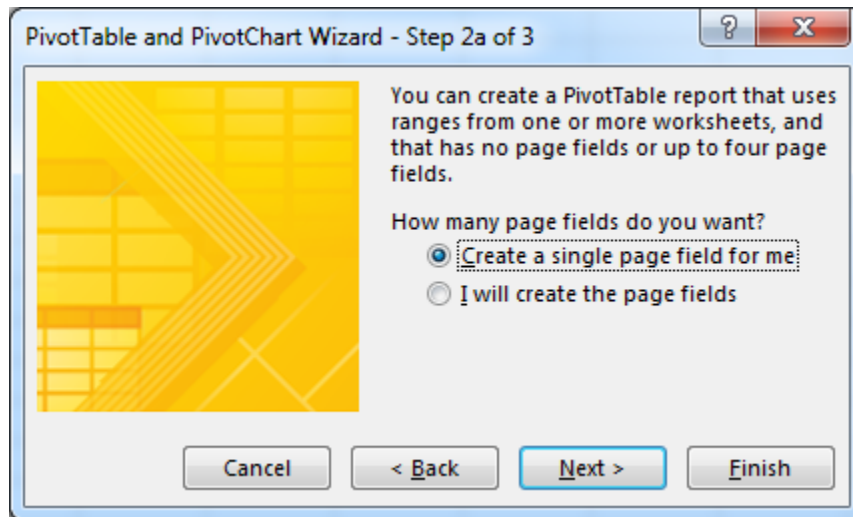 PivotTable and PivotChart Wizard - Step 2a of 3
?
X
You can create a PivotTable report that uses
ranges from one or more worksheets, and
that has no page fields or up to four page
fields.
How many page fields do you want?
Create a single page field for me
I will create the page fields
Cancel
< Back
Next >
Finish